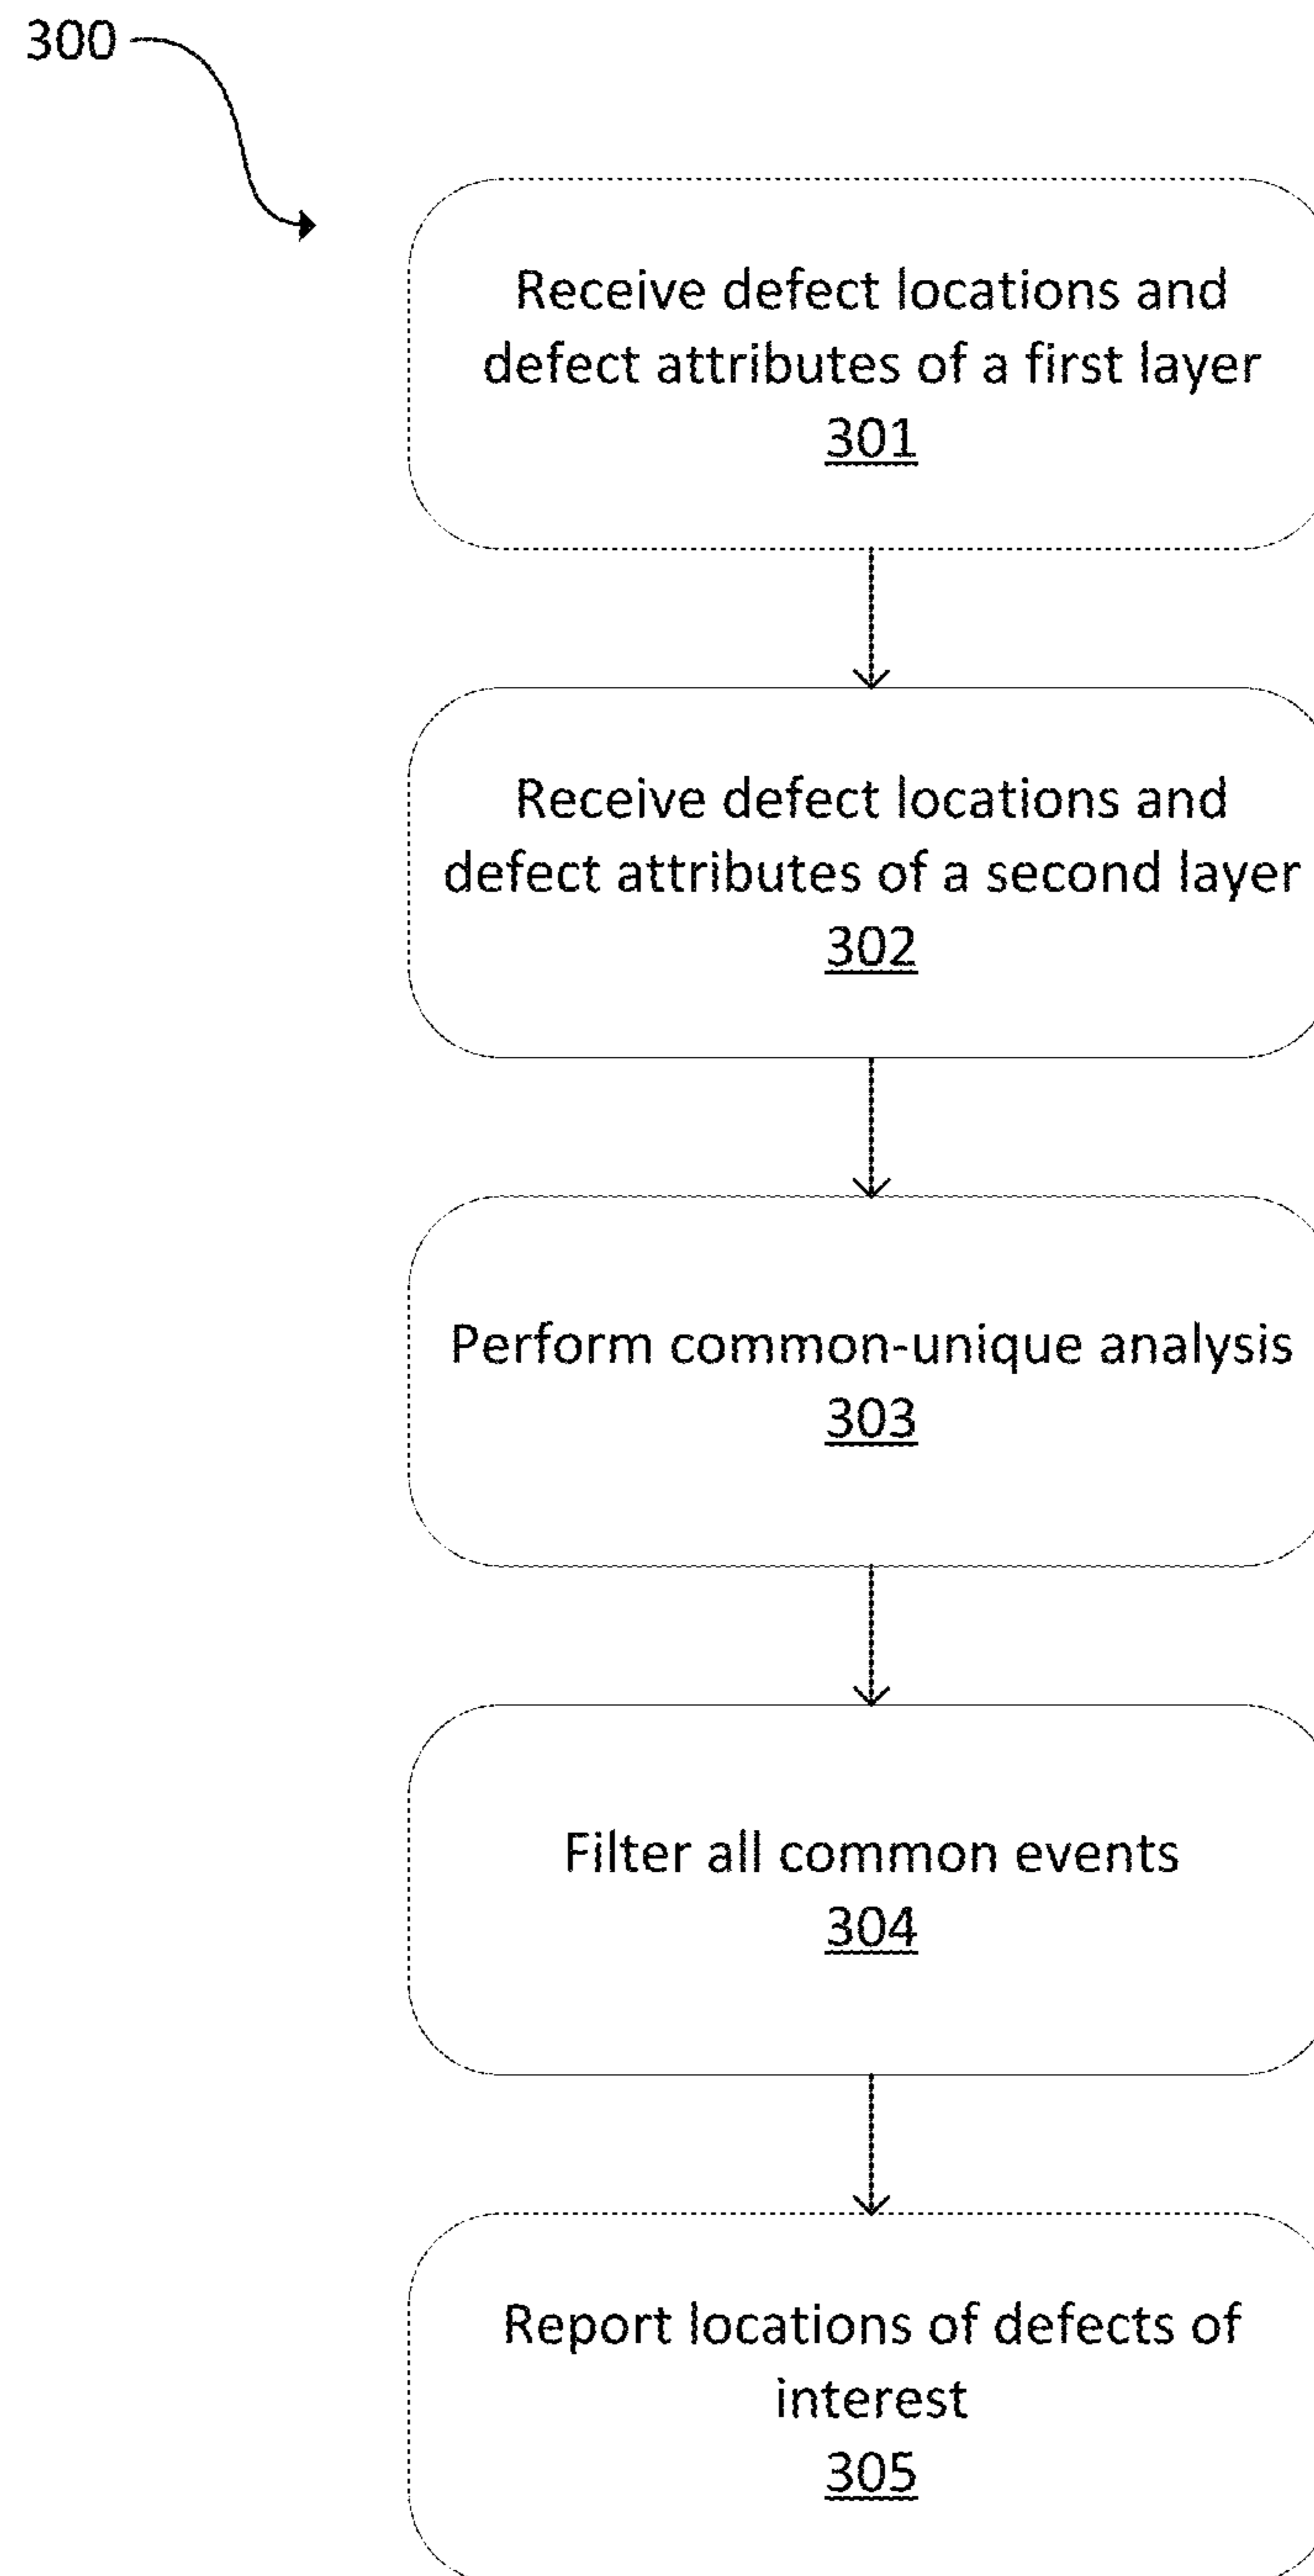 300
Receive defect locations and
defect attributes of a first layer
301
Receive defect locations and
defect attributes of a second layer
302
Perform common-unique analysis
303
Filter all common events
304
Report locations of defects of
interest
305